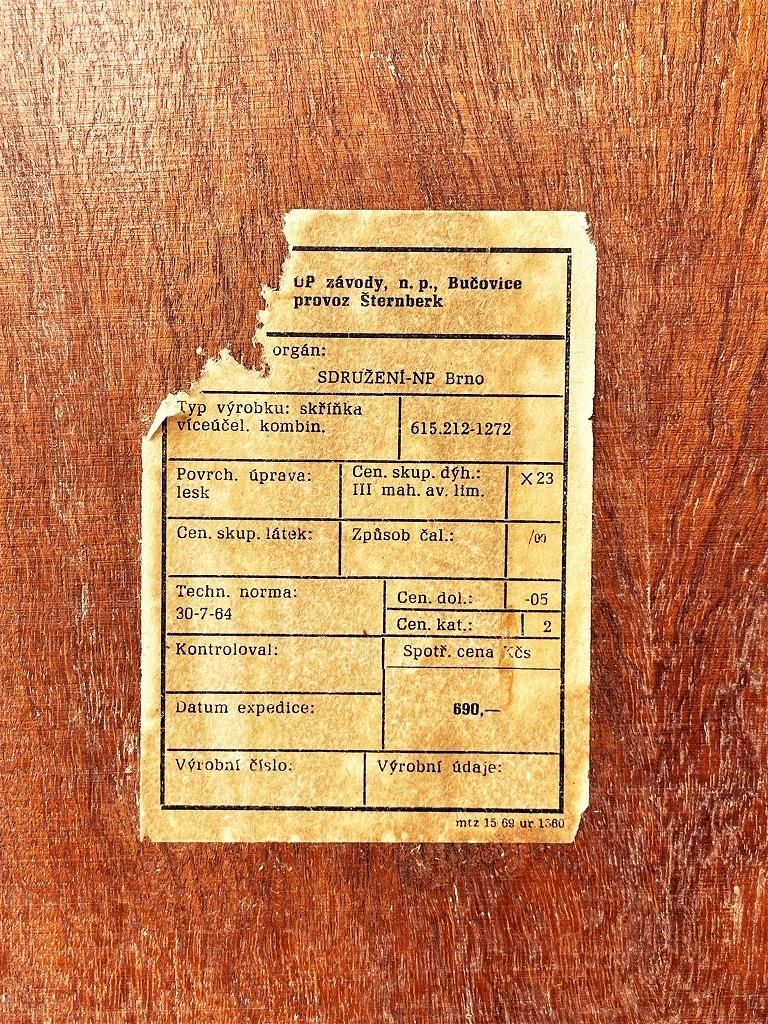 UP závody, n. p., Bučovice
provoz Šternberk
orgán:
SDRUŽENÍ-NP Brno
Typ výrobku: skříňka
víceúčel. kombin.
615.212-1272
Povrch. úprava:
lesk
Cen. skup. dýh.:
III mah. av. lim.
X 23
Cen. skup. látek:
Způsob čal.:
Techn. norma:
30-7-64
Cen. dol.:
-05
Cen. kat.:
2
Kontroloval:
Spotř. cena Kčs
Datum expedice:
690,—
Výrobní číslo:
Výrobní údaje:
mtz 15 69 ur 1360